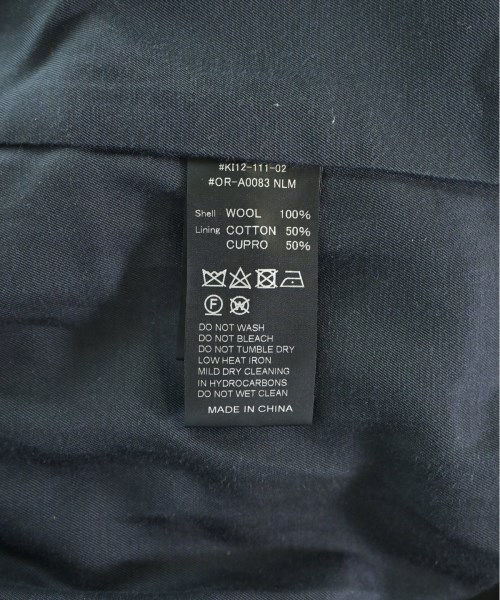 #KI12-111-02
#OR-A0083 NLM
Shell WOOL 100%
Lining COTTON 50%
CUPRO 50%
F W
DO NOT WASH
DO NOT BLEACH
DO NOT TUMBLE DRY
LOW HEAT IRON
MILD DRY CLEANING
IN HYDROCARBONS
DO NOT WET CLEAN
MADE IN CHINA